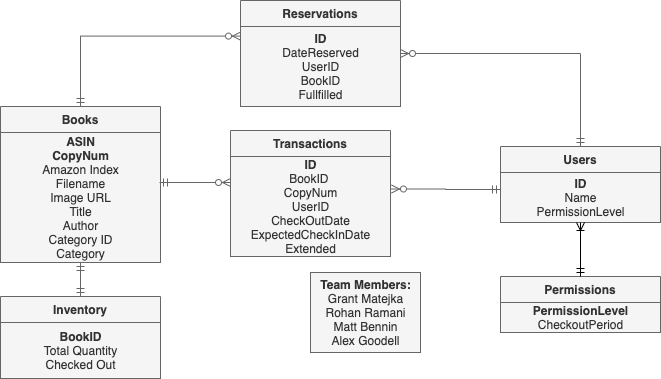 Reservations
ID
DateReserved
UserID
BookID
Fullfilled
Books
ASIN
CopyNum
Amazon Index
Filename
Image URL
Title
Author
Category ID
Category
Transactions
ID
BookID
CopyNum
UserID
CheckOutDate
ExpectedCheckInDate
Extended
Users
ID
Name
PermissionLevel
Inventory
BookID
Total Quantity
Checked Out
Team Members:
Grant Matejka
Rohan Ramani
Matt Bennin
Alex Goodell
Permissions
PermissionLevel
CheckoutPeriod